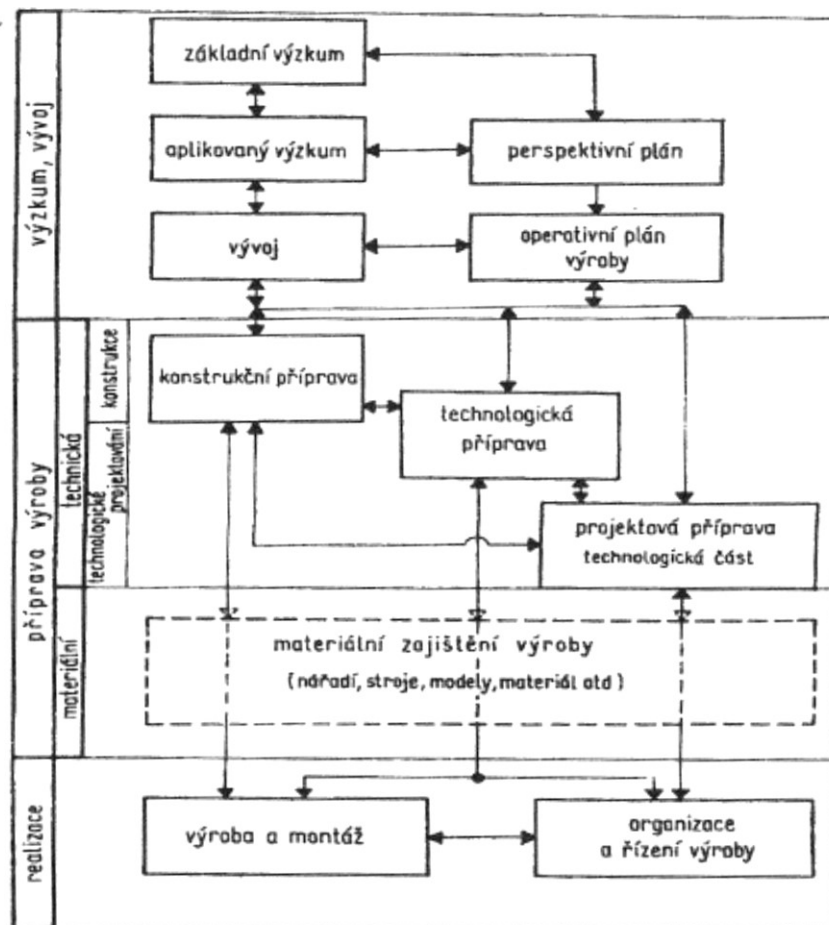 výzkum, vývoj
základní výzkum
aplikovaný výzkum
perspektivní plán
vývoj
operativní plán
výroby
příprava výroby
technická
konstrukce
technologické
projektování
konstrukční příprava
technologická
příprava
projektová příprava
technologická část
materiální
materiální zajištění výroby
(nářadí, stroje, modely, materiál atd)
realizace
výroba a montáž
organizace
a řízení výroby